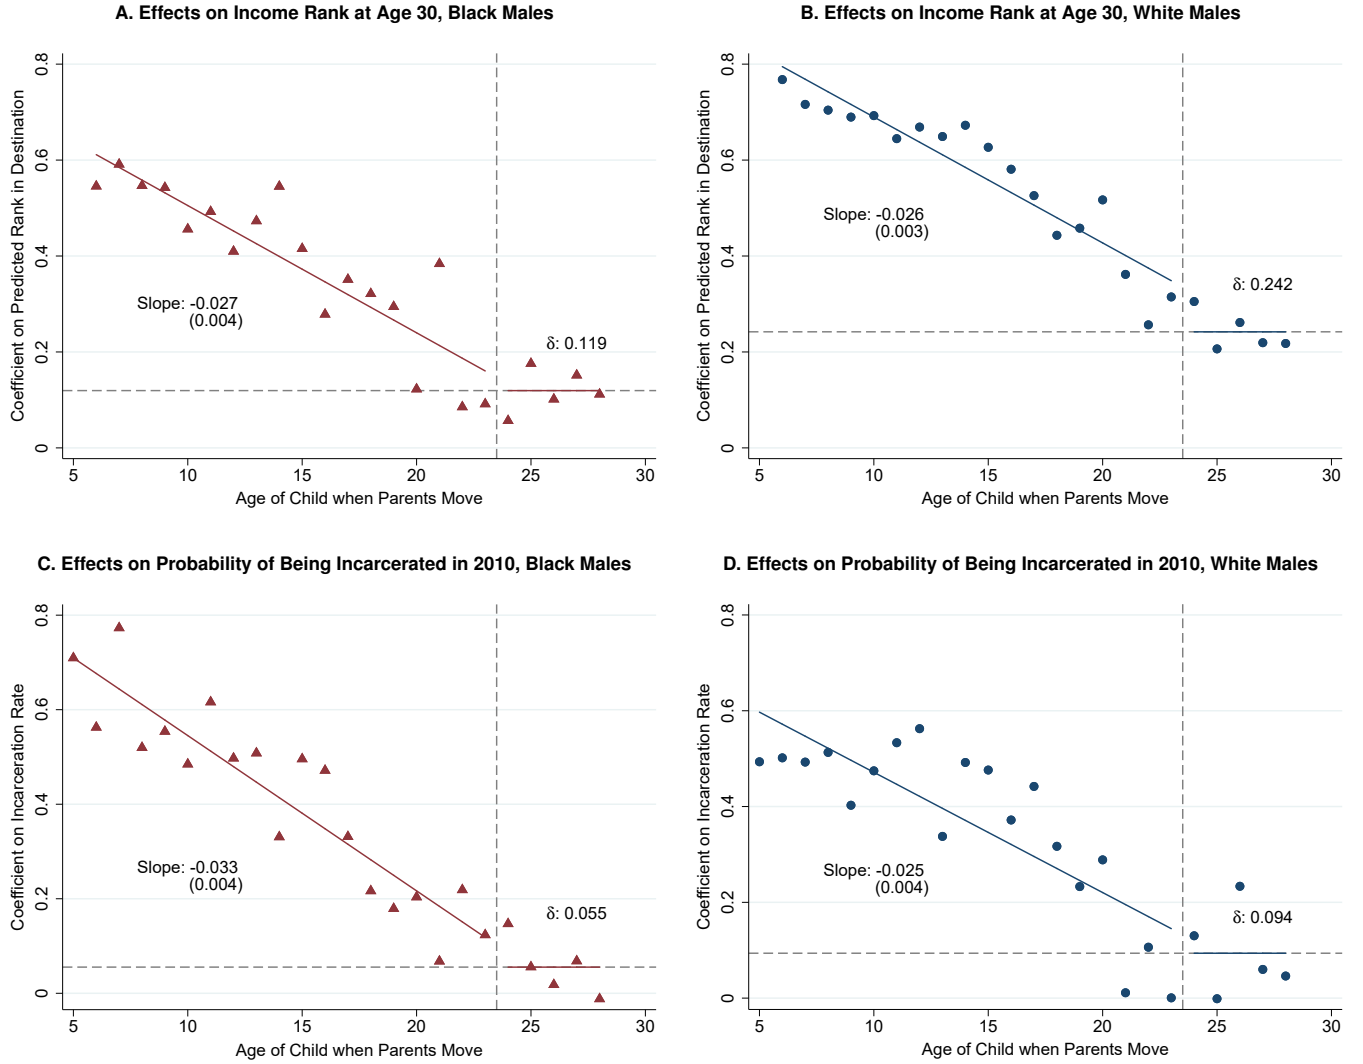 A. Effects on Income Rank at Age 30, Black Males
Coefficient on Predicted Rank in Destination
0.8
0.6
0.4
0.2
0
Slope: -0.027
(0.004)
δ: 0.119
5 10 15 20 25 30
Age of Child when Parents Move
B. Effects on Income Rank at Age 30, White Males
Coefficient on Predicted Rank in Destination
0.8
0.6
0.4
0.2
0
Slope: -0.026
(0.003)
δ: 0.242
5 10 15 20 25 30
Age of Child when Parents Move
C. Effects on Probability of Being Incarcerated in 2010, Black Males
Coefficient on Incarceration Rate
0.8
0.6
0.4
0.2
0
Slope: -0.033
(0.004)
δ: 0.055
5 10 15 20 25 30
Age of Child when Parents Move
D. Effects on Probability of Being Incarcerated in 2010, White Males
Coefficient on Incarceration Rate
0.8
0.6
0.4
0.2
0
Slope: -0.025
(0.004)
δ: 0.094
5 10 15 20 25 30
Age of Child when Parents Move